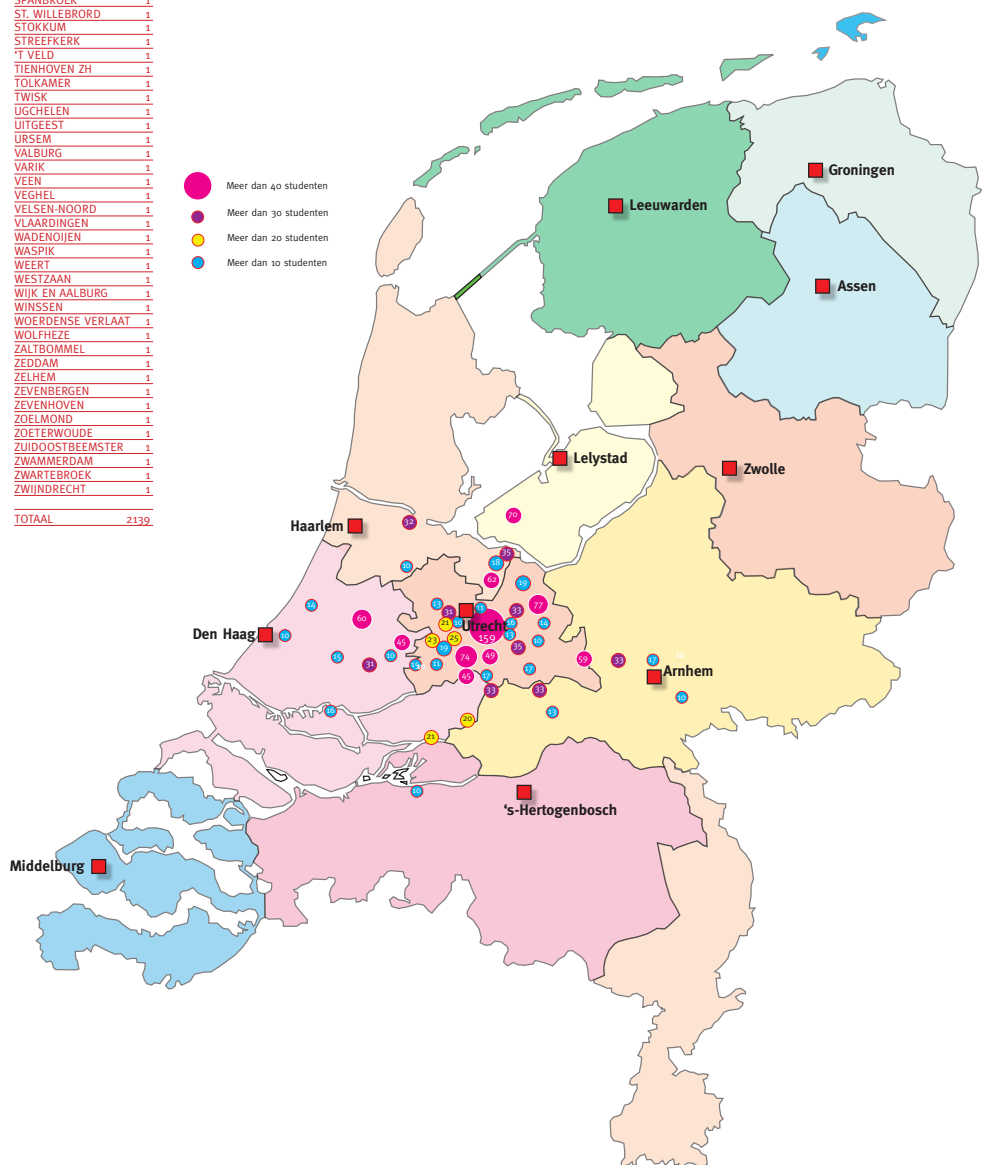 SPANBROEK 1
ST. WILLEBRORD 1
STOKKUM 1
STREEFKERK 1
'T VELD 1
TIENHOVEN ZH 1
TOLKAMER 1
TWISK 1
UGCHELEN 1
UITGEEST 1
URSEM 1
VALBURG 1
VARIK 1
VEEN 1
VEGHEL 1
VELSEN-NOORD 1
VLAARDINGEN 1
WADENOIJEN 1
WASPIK 1
WEERT 1
WESTZAAN 1
WIJK EN AALBURG 1
WINSSEN 1
WOERDENSE VERLAAT 1
WOLFHEZE 1
ZALTBOMMEL 1
ZEDDAM 1
ZELHEM 1
ZEVENBERGEN 1
ZEVENHOVEN 1
ZOELMOND 1
ZOETERWOUDE 1
ZUIDOOSTBEEMSTER 1
ZWAMMERDAM 1
ZWARTEBROEK 1
ZWIJNDRECHT 1
TOTAAL 2139
Meer dan 40 studenten
Meer dan 30 studenten
Meer dan 20 studenten
Meer dan 10 studenten
Groningen
Leeuwarden
Assen
Lelystad
Zwolle
70
Haarlem
32
35
18
10
62
19
14
13
31
11
33
77
60
21
10
Utrecht
159
16
14
Den Haag
10
13
45
23
25
35
10
19
15
31
10
11
74
49
59
33
17
14
Arnhem
45
17
17
33
33
10
16
20
13
21
10
's-Hertogenbosch
Middelburg